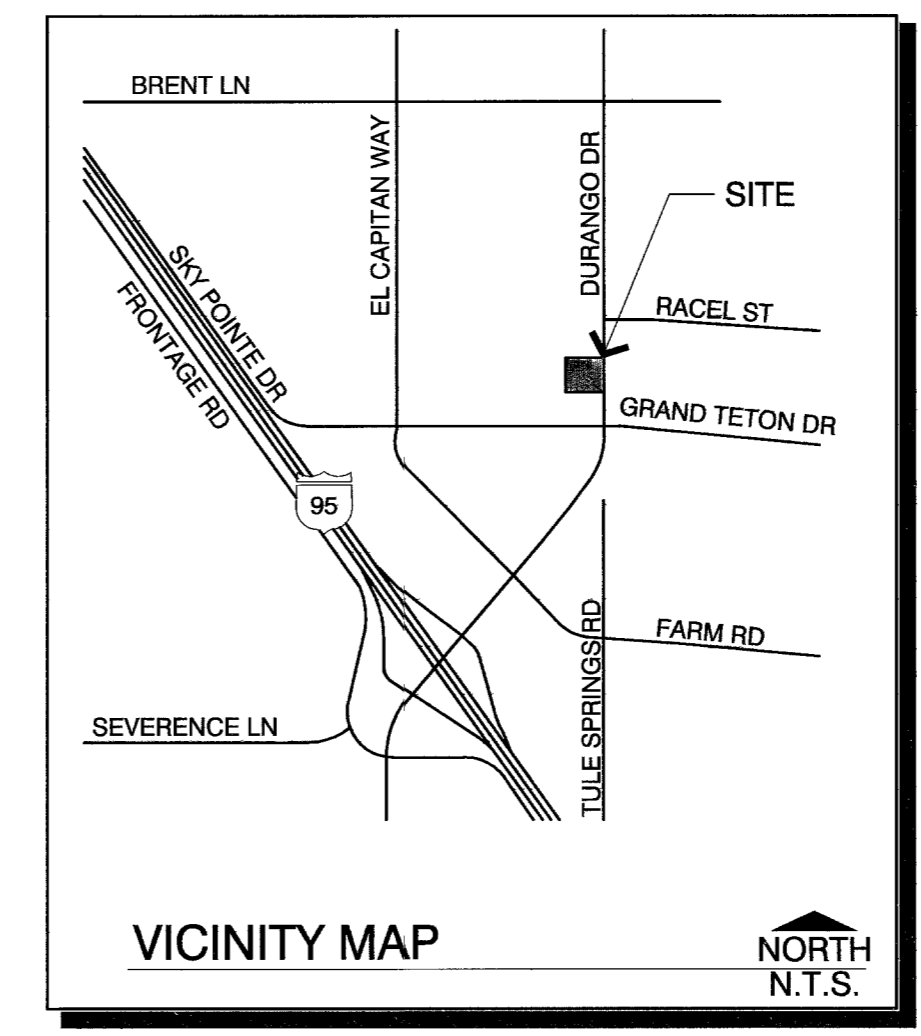 BRENT LN
EL CAPITAN WAY
DURANGO DR
SITE
SKY POINTE DR
FRONTAGE RD
RACEL ST
GRAND TETON DR
95
TULE SPRINGS RD
FARM RD
SEVERENCE LN
VICINITY MAP
NORTH
N.T.S.